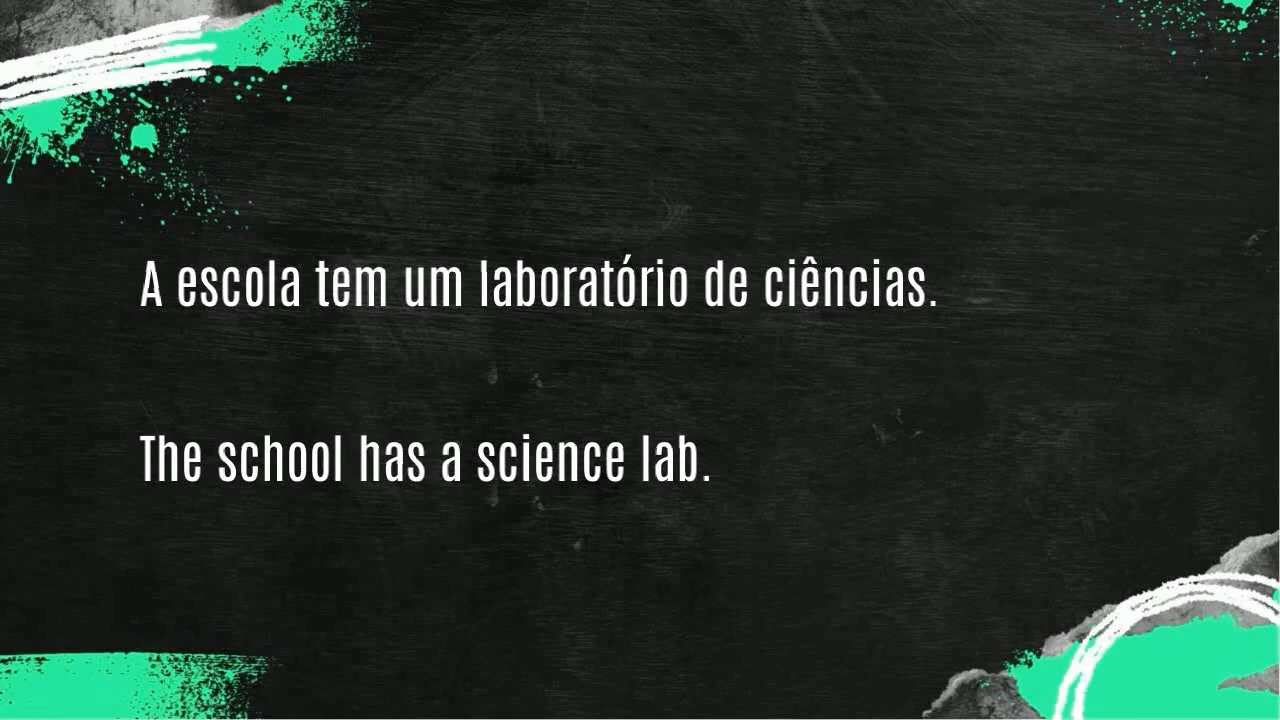 A escola tem um laboratório de ciências.
The school has a science lab.